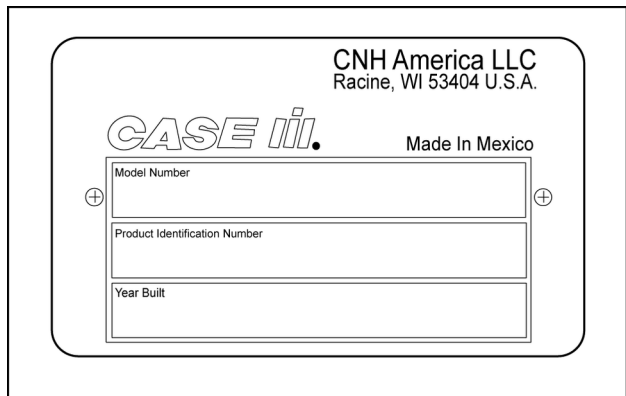 CNH America LLC
Racine, WI 53404 U.S.A.
CASE IH.
Made In Mexico
Model Number
Product Identification Number
Year Built